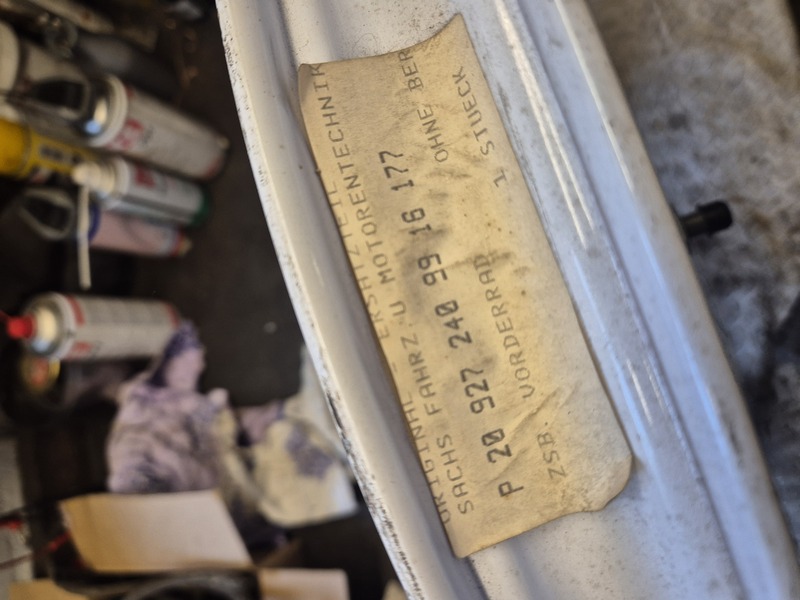 ORIGINAL - ERSATZTEIL
SACHS FAHRZ.U MOTORENTECHNIK
P 20 927 240 99 16 177
OHNE BER
ZSB. VORDERRAD 1 STUECK